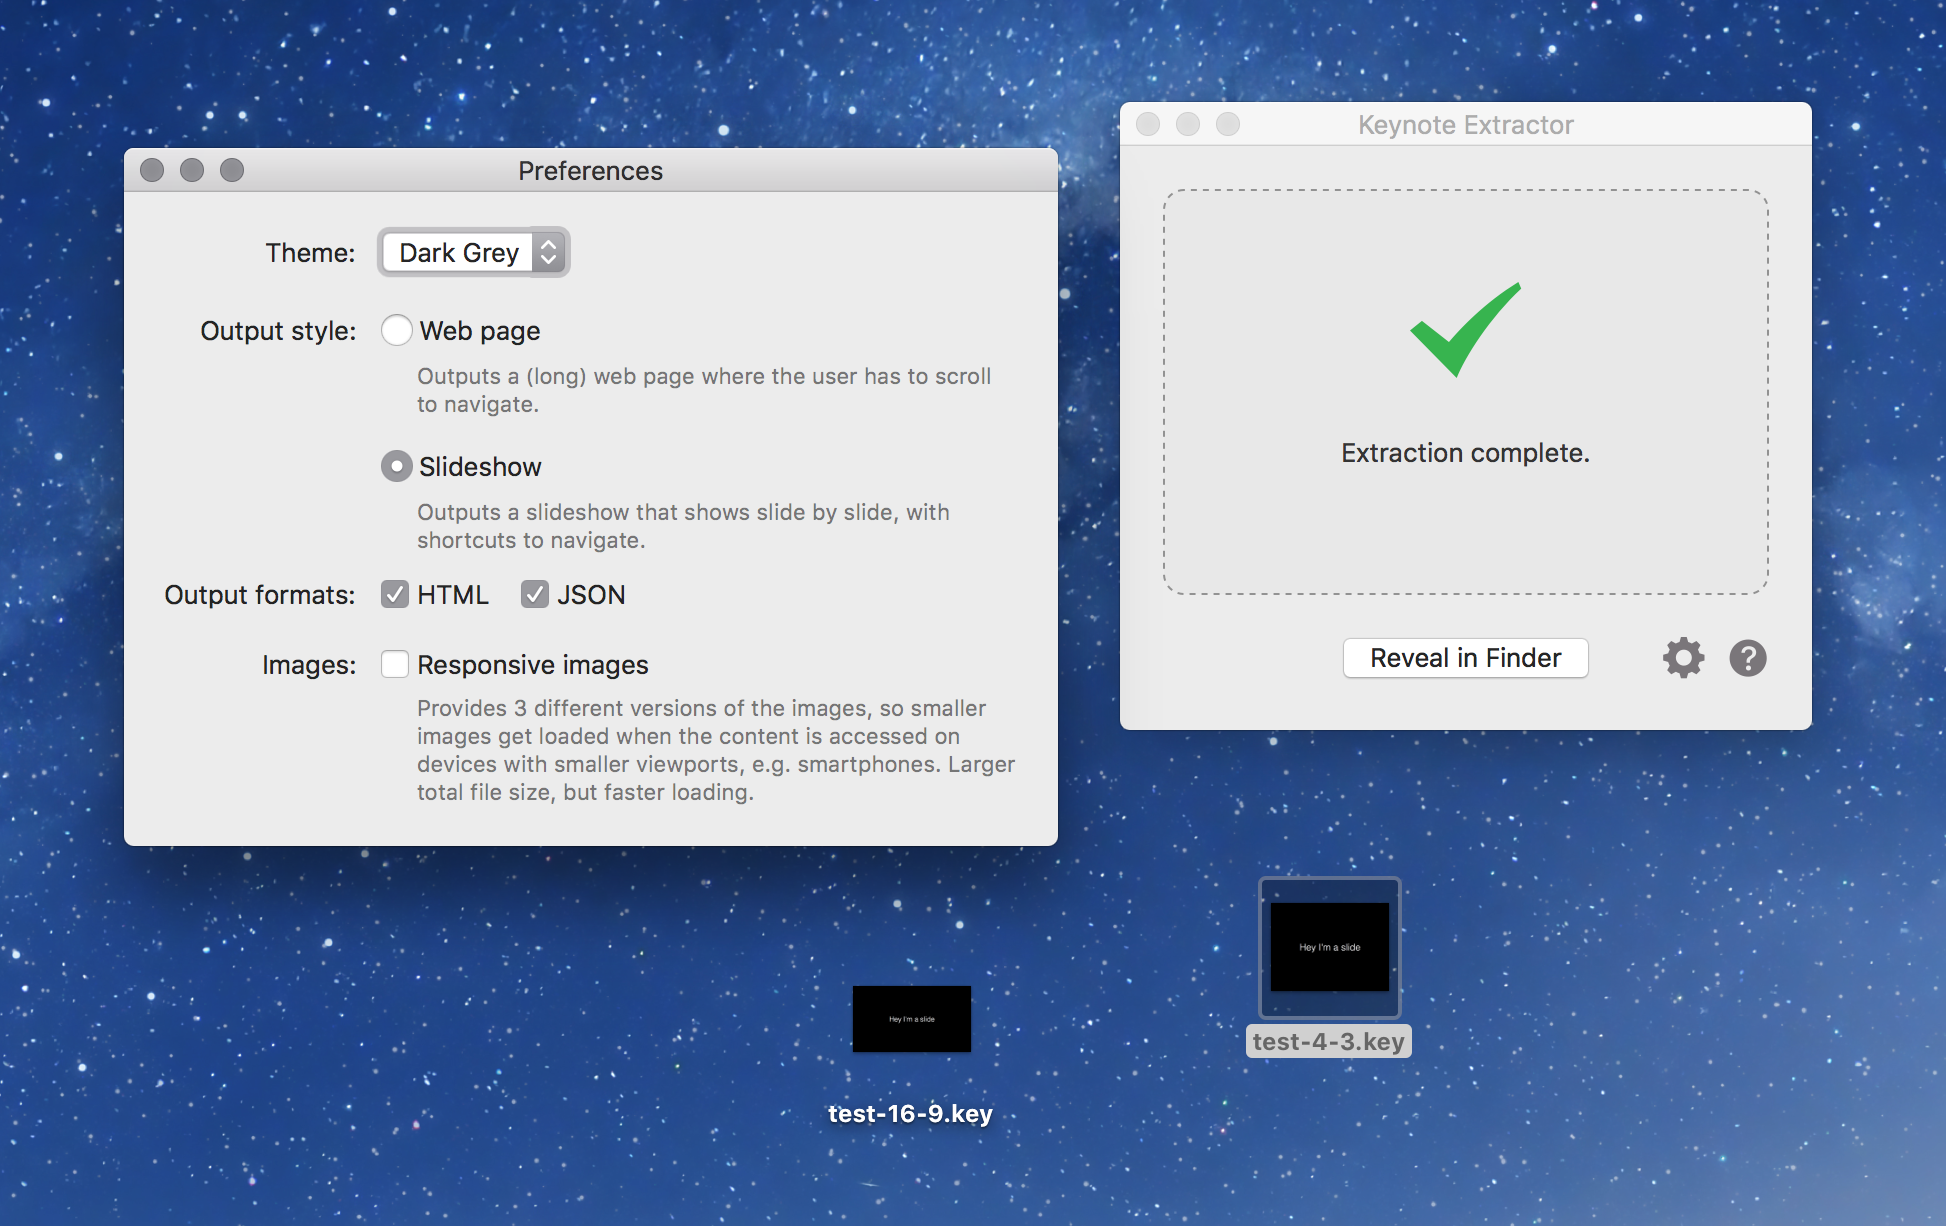 Preferences
Theme: Dark Grey
Output style: Web page
Outputs a (long) web page where the user has to scroll
to navigate.
Slideshow
Outputs a slideshow that shows slide by slide, with
shortcuts to navigate.
Output formats: HTML JSON
Images: Responsive images
Provides 3 different versions of the images, so smaller
images get loaded when the content is accessed on
devices with smaller viewports, e.g. smartphones. Larger
total file size, but faster loading.
Keynote Extractor
Extraction complete.
Reveal in Finder
?
Hey I'm a slide
test-16-9.key
Hey I'm a slide
test-4-3.key